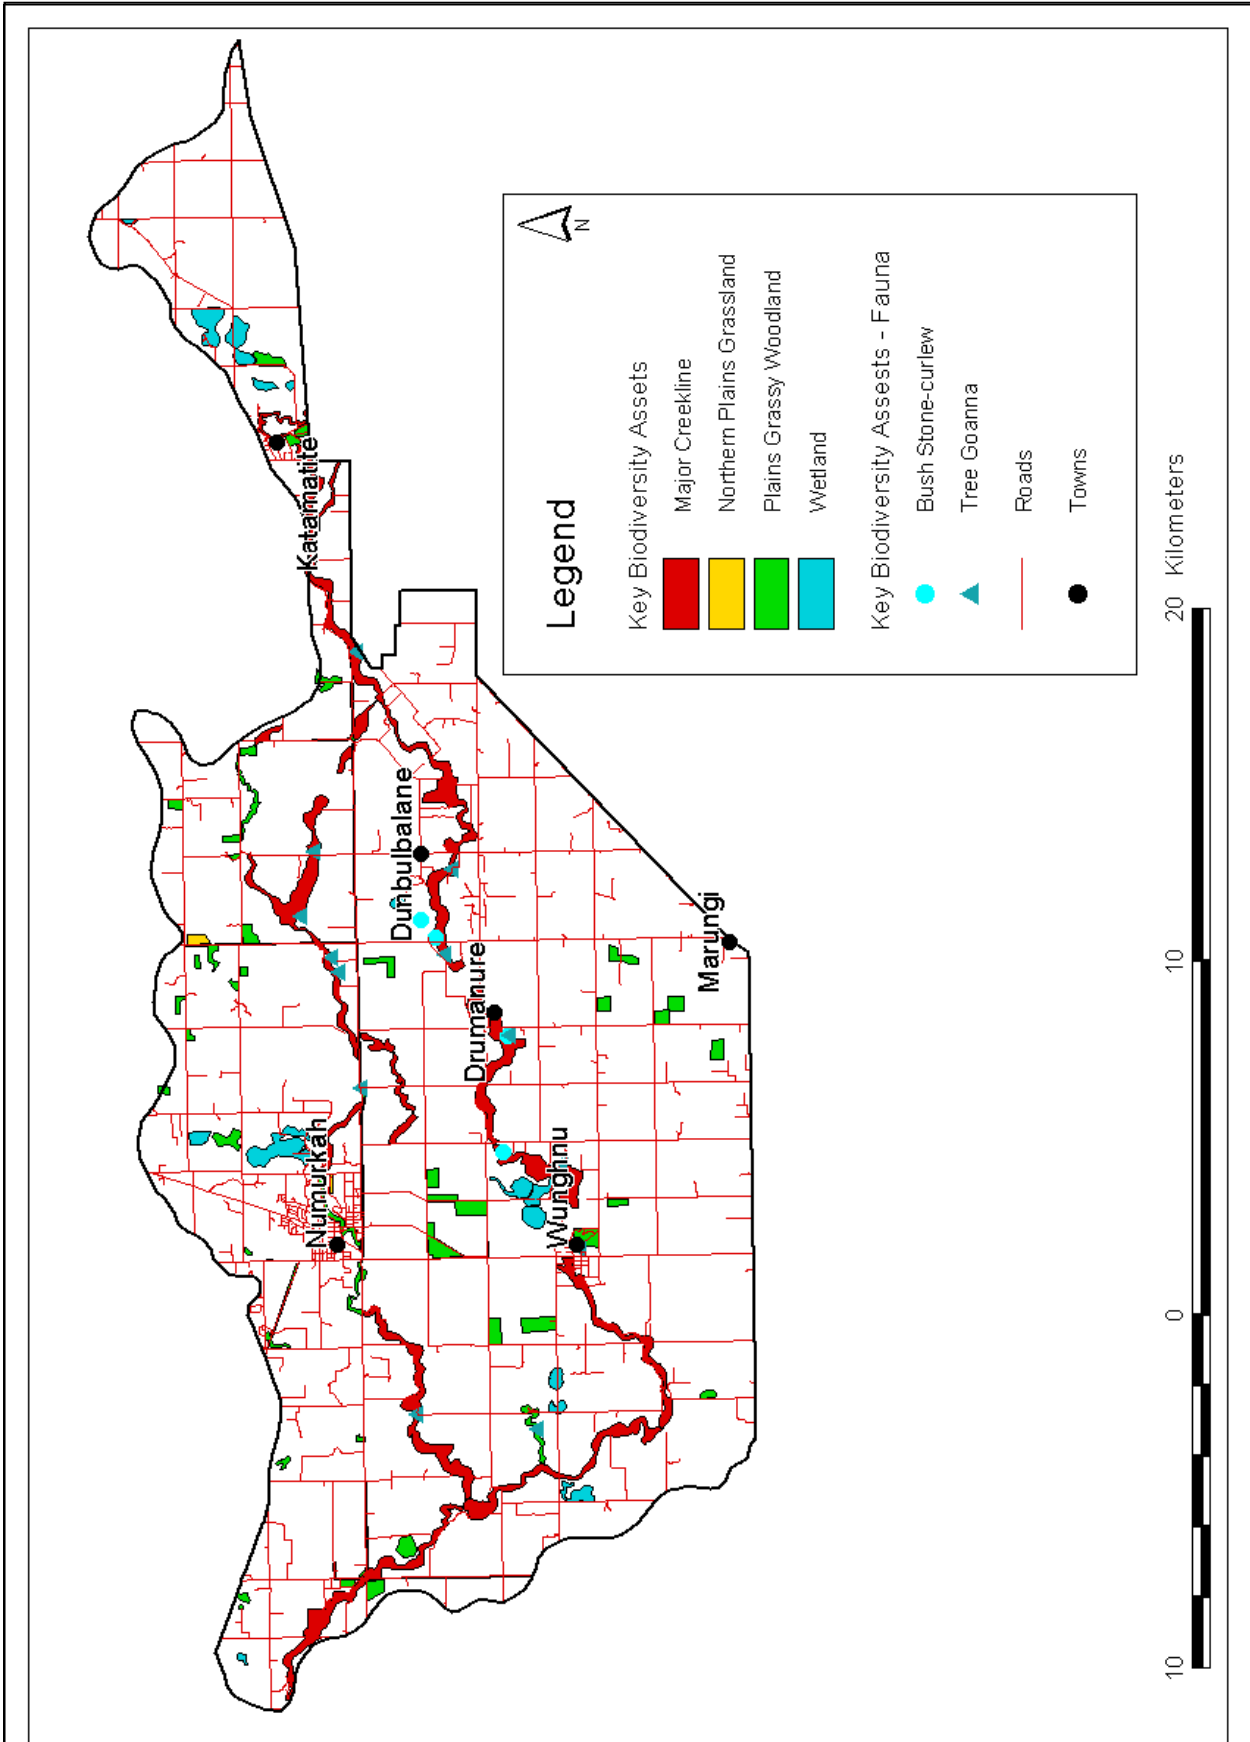 Katamatite
Dunbulbalane
Numurkah
Drumanure
Wunghnu
Marungi
N
Legend
Key Biodiversity Assets
Major Creekline
Northern Plains Grassland
Plains Grassy Woodland
Wetland
Key Biodiversity Assests - Fauna
Bush Stone-curlew
Tree Goanna
Roads
Towns
10 0 10 20 Kilometers